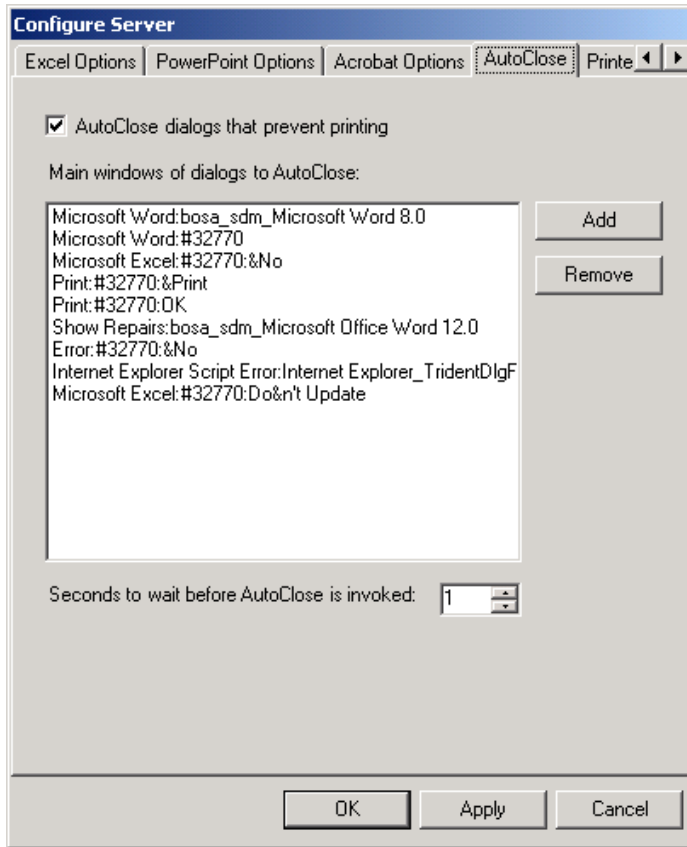 Configure Server
Excel Options PowerPoint Options Acrobat Options AutoClose Printe
AutoClose dialogs that prevent printing
Main windows of dialogs to AutoClose:
Microsoft Word:bosa_sdm_Microsoft Word 8.0
Microsoft Word:#32770
Microsoft Excel:#32770:&No
Print:#32770:&Print
Print:#32770:OK
Show Repairs:bosa_sdm_Microsoft Office Word 12.0
Error:#32770:&No
Internet Explorer Script Error:Internet Explorer_TridentDlgF
Microsoft Excel:#32770:Do&n't Update
Add
Remove
Seconds to wait before AutoClose is invoked: 1
OK Apply Cancel